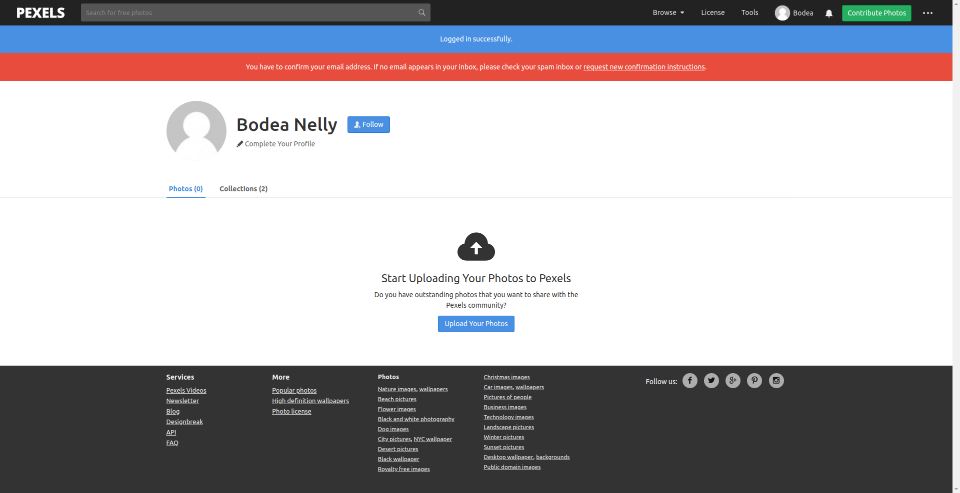 PEXELS Search for free photos Browse License Tools Bodea Contribute Photos
Logged in successfully.
You have to confirm your email address. If no email appears in your inbox, please check your spam inbox or request new confirmation instructions.
Bodea Nelly Follow
Complete Your Profile
Photos (0) Collections (2)
Start Uploading Your Photos to Pexels
Do you have outstanding photos that you want to share with the
Pexels community?
Upload Your Photos
Services
Pexels Videos
Newsletter
Blog
Designbreak
API
FAQ
More
Popular photos
High definition wallpapers
Photo license
Photos
Nature images, wallpapers
Beach pictures
Flower images
Black and white photography
Dog images
City pictures, NYC wallpaper
Desert pictures
Black wallpaper
Royalty free images
Christmas images
Car images, wallpapers
Pictures of people
Business images
Technology images
Landscape pictures
Winter pictures
Sunset pictures
Desktop wallpaper, backgrounds
Public domain images
Follow us: